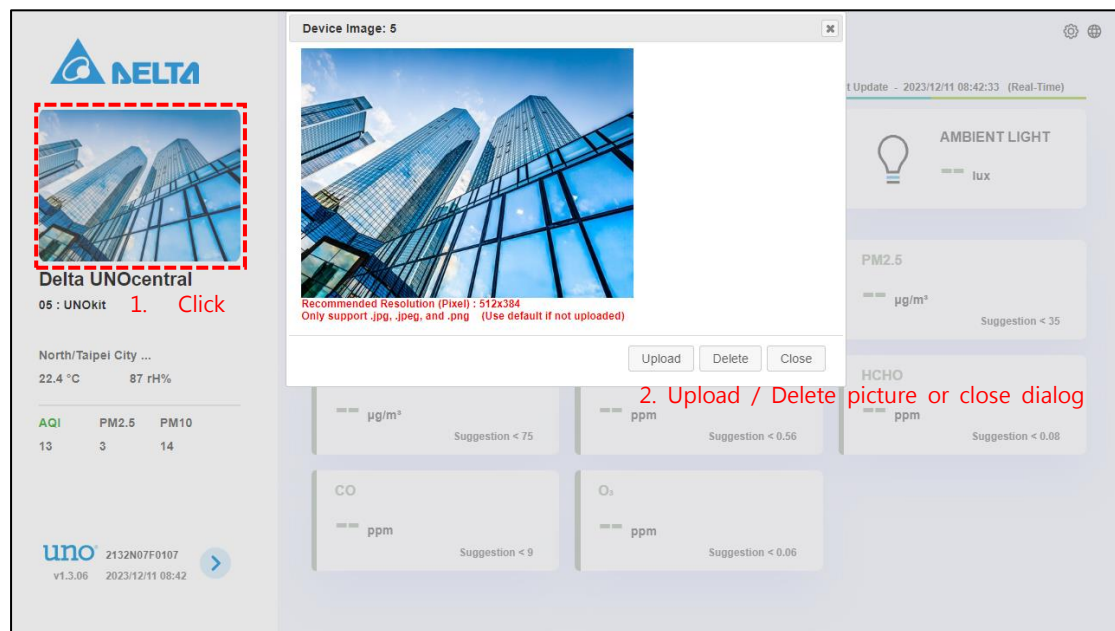 Device Image: 5
DELTA
t Update - 2023/12/11 08:42:33 (Real-Time)
AMBIENT LIGHT
-- lux
Delta UNOcentral
05 : UNOkit
1. Click
Recommended Resolution (Pixel) : 512x384
Only support .jpg, .jpeg, and .png (Use default if not uploaded)
PM2.5
-- µg/m³
Suggestion < 35
North/Taipei City ...
22.4 °C 87 rH%
Upload Delete Close
2. Upload / Delete picture or close dialog
HCHO
-- ppm
Suggestion < 0.08
AQI PM2.5 PM10
13 3 14
-- µg/m³
Suggestion < 75
-- ppm
Suggestion < 0.56
CO
-- ppm
Suggestion < 9
O₃
-- ppm
Suggestion < 0.06
uno 2132N07F0107
v1.3.06 2023/12/11 08:42